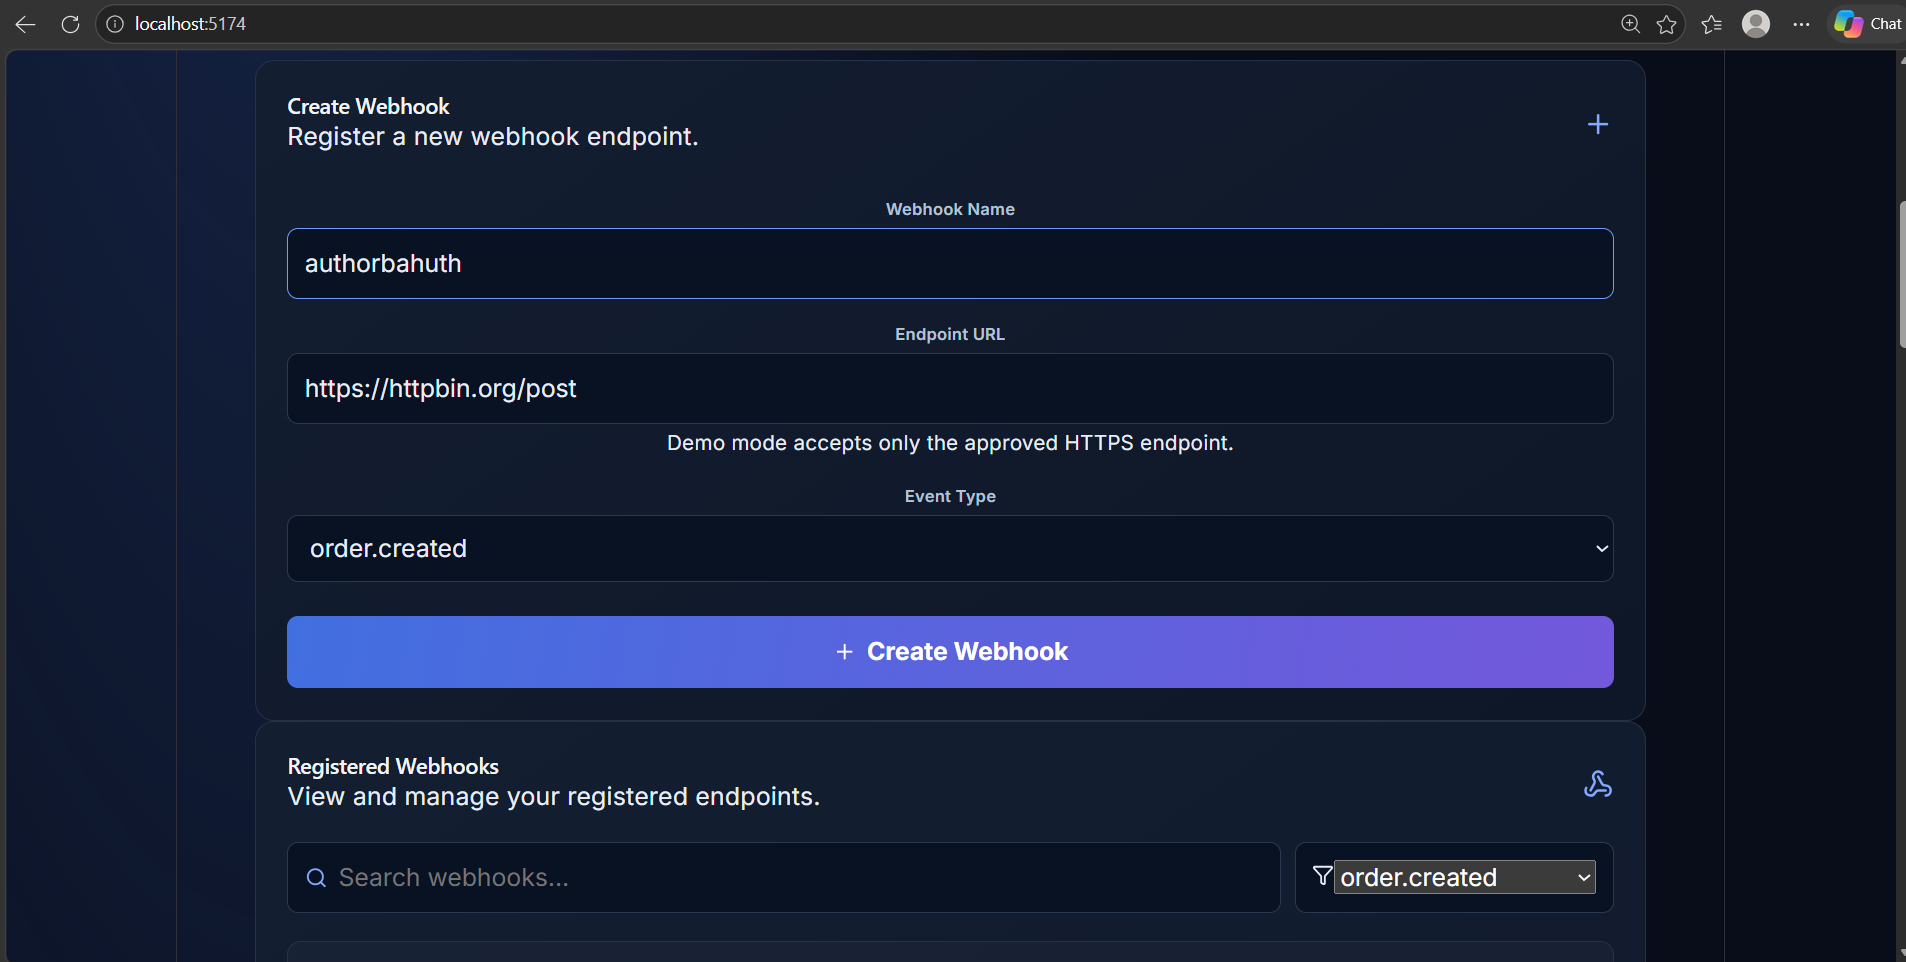 localhost:5174
Chat
Create Webhook
Register a new webhook endpoint.
Webhook Name
authorbahuth
Endpoint URL
https://httpbin.org/post
Demo mode accepts only the approved HTTPS endpoint.
Event Type
order.created
+ Create Webhook
Registered Webhooks
View and manage your registered endpoints.
Search webhooks...
order.created